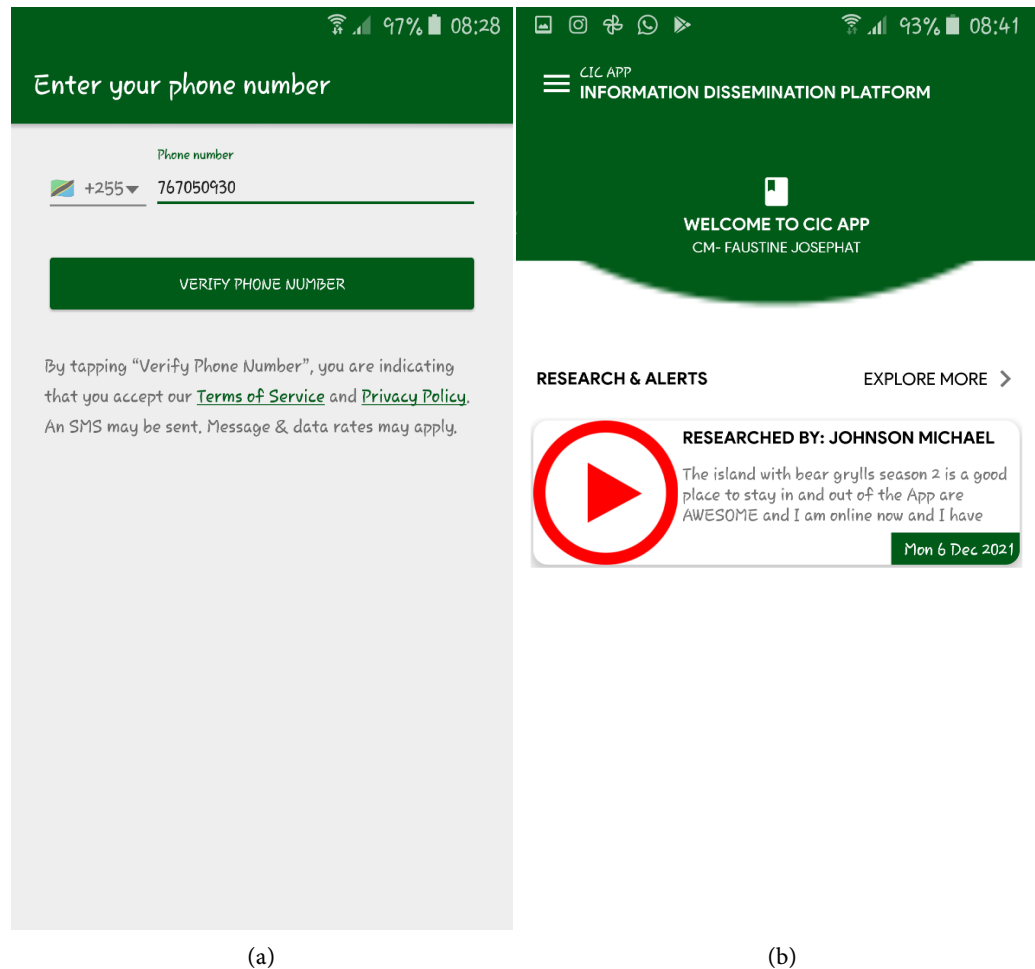 97% 08:28
Enter your phone number
Phone number
+255 767050930
VERIFY PHONE NUMBER
By tapping “Verify Phone Number”, you are indicating
that you accept our Terms of Service and Privacy Policy.
An SMS may be sent. Message & data rates may apply.
(a)
93% 08:41
CIC APP
INFORMATION DISSEMINATION PLATFORM
WELCOME TO CIC APP
CM- FAUSTINE JOSEPHAT
RESEARCH & ALERTS EXPLORE MORE
RESEARCHED BY: JOHNSON MICHAEL
The island with bear grylls season 2 is a good
place to stay in and out of the App are
AWESOME and I am online now and I have
Mon 6 Dec 2021
(b)